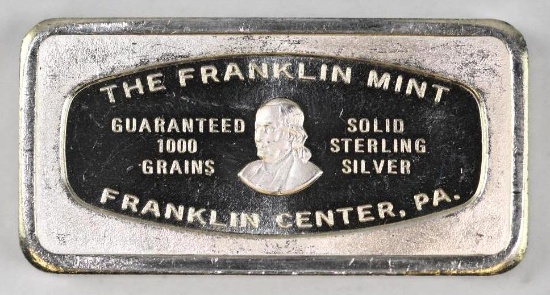 THE FRANKLIN MINT
GUARANTEED
1000
GRAINS
SOLID
STERLING
SILVER
FRANKLIN CENTER, PA.